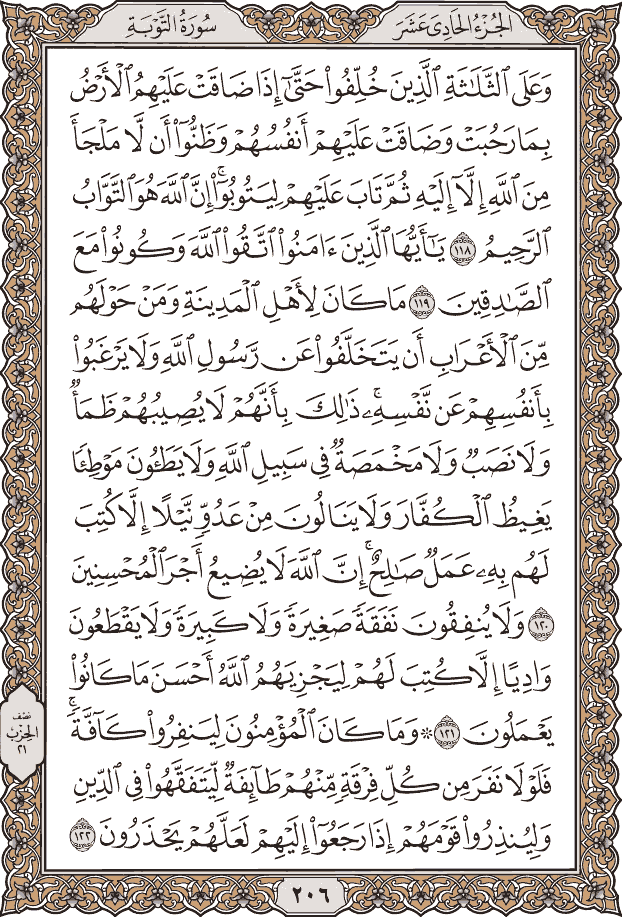 الجُزْءُ الحَادِى عَشَرَ
سُورَةُ التَّوْبَةِ
وَعَلَى ٱلثَّلَٰثَةِ ٱلَّذِينَ خُلِّفُوا۟ حَتَّىٰٓ إِذَا ضَاقَتْ عَلَيْهِمُ ٱلْأَرْضُ
بِمَا رَحُبَتْ وَضَاقَتْ عَلَيْهِمْ أَنفُسُهُمْ وَظَنُّوٓا۟ أَن لَّا مَلْجَأَ
مِنَ ٱللَّهِ إِلَّآ إِلَيْهِ ثُمَّ تَابَ عَلَيْهِمْ لِيَتُوبُوٓا۟ ۚ إِنَّ ٱللَّهَ هُوَ ٱلتَّوَّابُ
ٱلرَّحِيمُ ١١٨ يَٰٓأَيُّهَا ٱلَّذِينَ ءَامَنُوا۟ ٱتَّقُوا۟ ٱللَّهَ وَكُونُوا۟ مَعَ
ٱلصَّٰدِقِينَ ١١٩ مَا كَانَ لِأَهْلِ ٱلْمَدِينَةِ وَمَنْ حَوْلَهُم
مِّنَ ٱلْأَعْرَابِ أَن يَتَخَلَّفُوا۟ عَن رَّسُولِ ٱللَّهِ وَلَا يَرْغَبُوا۟
بِأَنفُسِهِمْ عَن نَّفْسِهِۦ ۚ ذَٰلِكَ بِأَنَّهُمْ لَا يُصِيبُهُمْ ظَمَأٌ
وَلَا نَصَبٌ وَلَا مَخْمَصَةٌ فِى سَبِيلِ ٱللَّهِ وَلَا يَطَـُٔونَ مَوْطِئًا
يَغِيظُ ٱلْكُفَّارَ وَلَا يَنَالُونَ مِنْ عَدُوٍّ نَّيْلًا إِلَّا كُتِبَ
لَهُم بِهِۦ عَمَلٌ صَٰلِحٌ ۚ إِنَّ ٱللَّهَ لَا يُضِيعُ أَجْرَ ٱلْمُحْسِنِينَ
١٢٠ وَلَا يُنفِقُونَ نَفَقَةً صَغِيرَةً وَلَا كَبِيرَةً وَلَا يَقْطَعُونَ
وَادِيًا إِلَّا كُتِبَ لَهُمْ لِيَجْزِيَهُمُ ٱللَّهُ أَحْسَنَ مَا كَانُوا۟
يَعْمَلُونَ ١٢١ ۞ وَمَا كَانَ ٱلْمُؤْمِنُونَ لِيَنفِرُوا۟ كَآفَّةً ۚ
فَلَوْلَا نَفَرَ مِن كُلِّ فِرْقَةٍ مِّنْهُمْ طَآئِفَةٌ لِّيَتَفَقَّهُوا۟ فِى ٱلدِّينِ
وَلِيُنذِرُوا۟ قَوْمَهُمْ إِذَا رَجَعُوٓا۟ إِلَيْهِمْ لَعَلَّهُمْ يَحْذَرُونَ ١٢٢
نصف
الحزب
٢١
٢٠٦